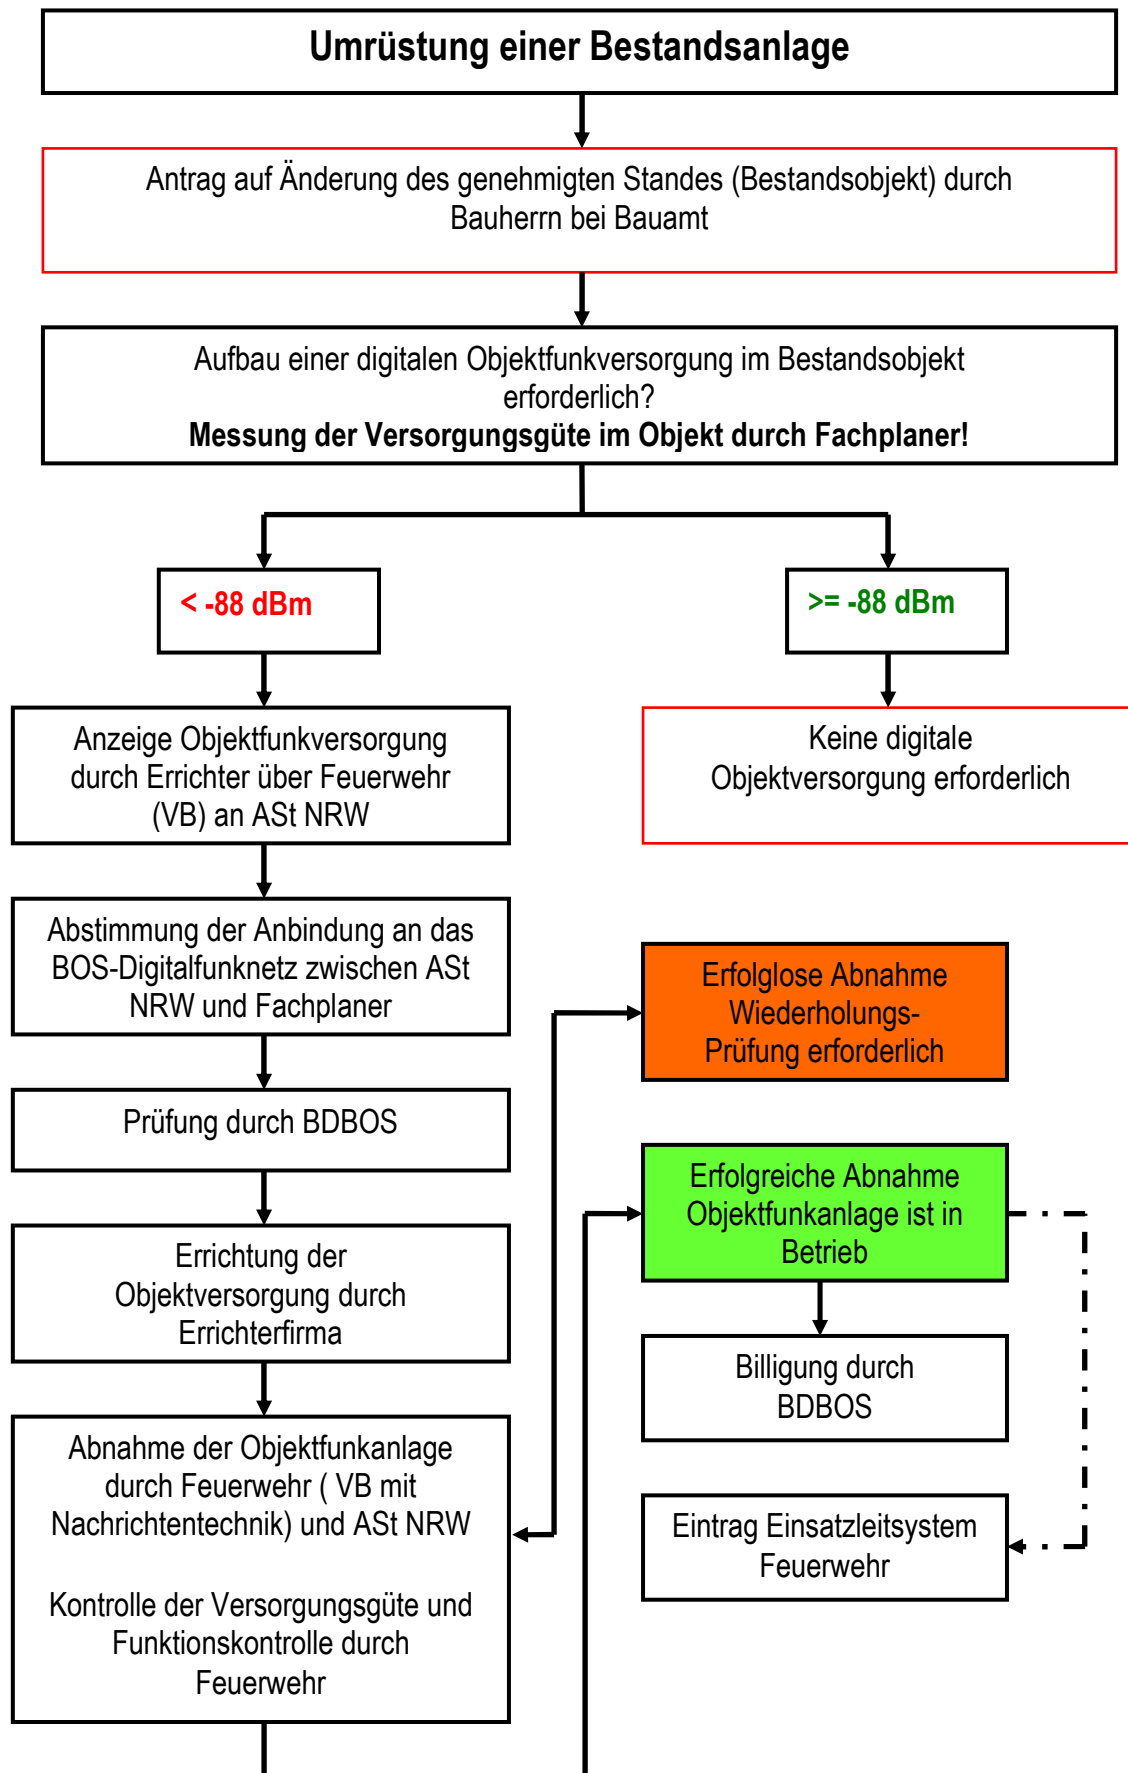 Umrüstung einer Bestandsanlage
Antrag auf Änderung des genehmigten Standes (Bestandsobjekt) durch
Bauherrn bei Bauamt
Aufbau einer digitalen Objektfunkversorgung im Bestandsobjekt
erforderlich?
Messung der Versorgungsgüte im Objekt durch Fachplaner!
< -88 dBm
>= -88 dBm
Anzeige Objektfunkversorgung
durch Errichter über Feuerwehr
(VB) an ASt NRW
Keine digitale
Objektversorgung erforderlich
Abstimmung der Anbindung an das
BOS-Digitalfunknetz zwischen ASt
NRW und Fachplaner
Erfolglose Abnahme
Wiederholungs-
Prüfung erforderlich
Prüfung durch BDBOS
Erfolgreiche Abnahme
Objektfunkanlage ist in
Betrieb
Errichtung der
Objektversorgung durch
Errichterfirma
Billigung durch
BDBOS
Abnahme der Objektfunkanlage
durch Feuerwehr ( VB mit
Nachrichtentechnik) und ASt NRW
Kontrolle der Versorgungsgüte und
Funktionskontrolle durch
Feuerwehr
Eintrag Einsatzleitsystem
Feuerwehr